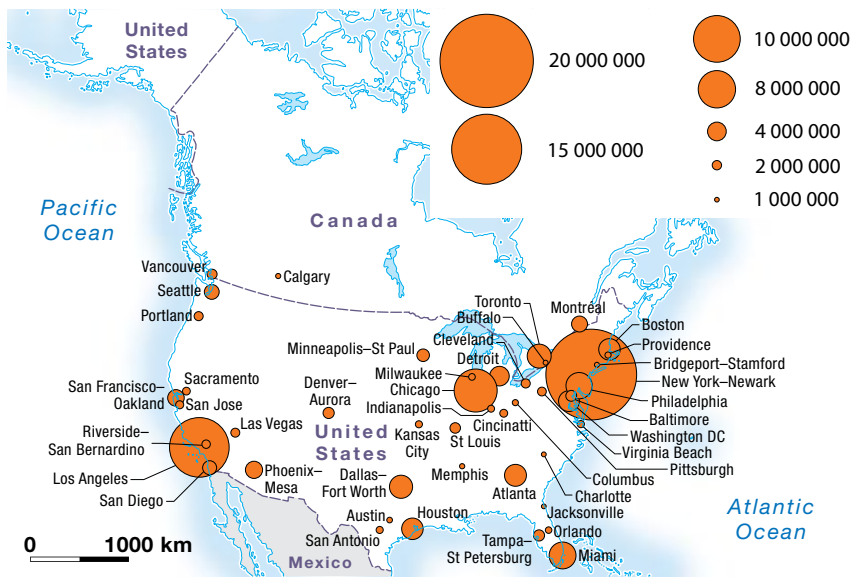 United
States
20 000 000
15 000 000
10 000 000
8 000 000
4 000 000
2 000 000
1 000 000
Pacific
Ocean
Canada
Vancouver
Calgary
Seattle
Portland
Toronto
Buffalo
Montreal
Cleveland
Boston
Providence
Detroit
Bridgeport–Stamford
New York–Newark
Minneapolis–St Paul
Milwaukee
Chicago
Philadelphia
Baltimore
Washington DC
Virginia Beach
Pittsburgh
San Francisco–
Oakland
Sacramento
San Jose
Denver–
Aurora
Indianapolis
Cincinatti
Las Vegas
Riverside–
San Bernardino
Los Angeles
San Diego
United
States
Kansas
City
St Louis
Columbus
Charlotte
Phoenix–
Mesa
Dallas-
Fort Worth
Memphis
Atlanta
Jacksonville
Orlando
Austin
San Antonio
Houston
Tampa–
St Petersburg
Miami
Atlantic
Ocean
Mexico
0 1000 km